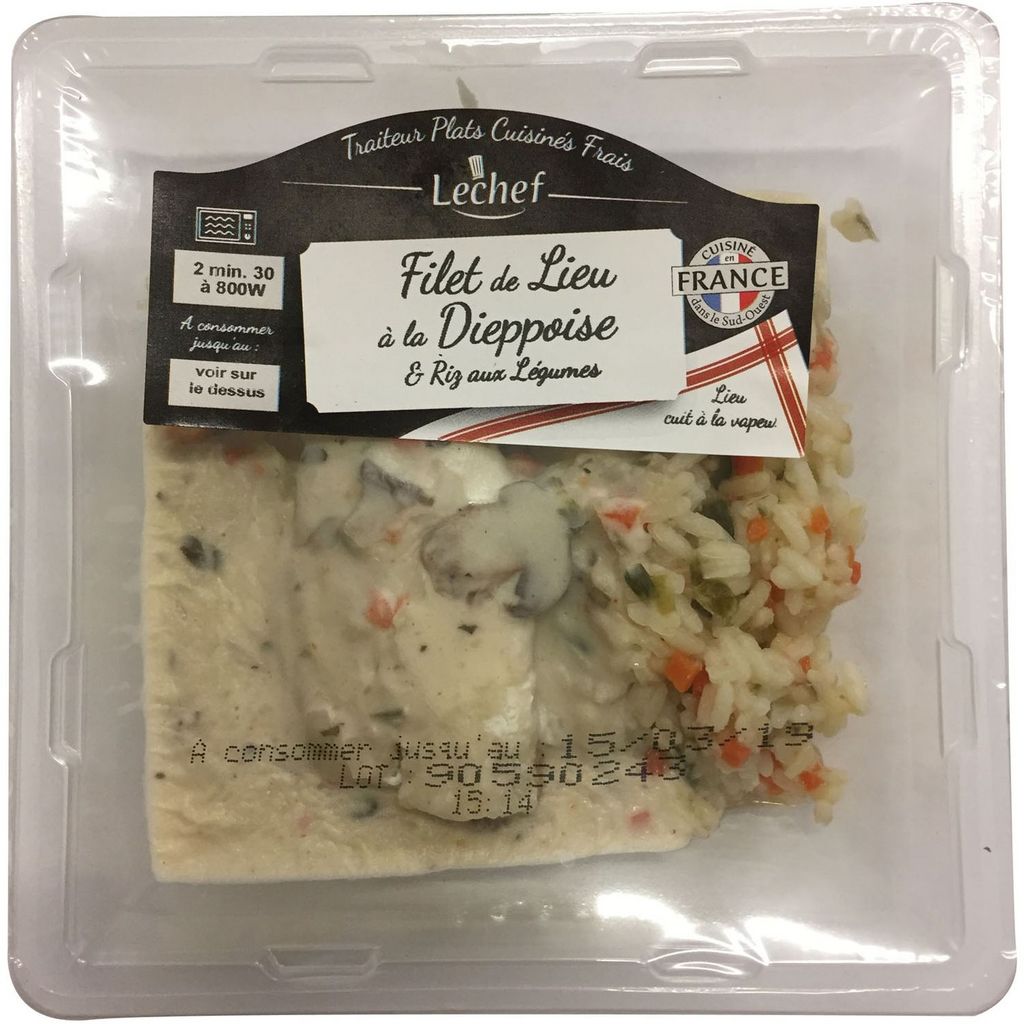 Traiteur Plats Cuisinés Frais
Lechef
2 min. 30
à 800W
A consommer
jusqu'au :
voir sur
le dessus
Filet de Lieu
à la Dieppoise
& Riz aux Légumes
CUISINÉ
en
FRANCE
dans le Sud-Ouest
Lieu
cuit à la vapeur
A consommer jusqu'au : 15/03/19
LOT : 90590243
15:14